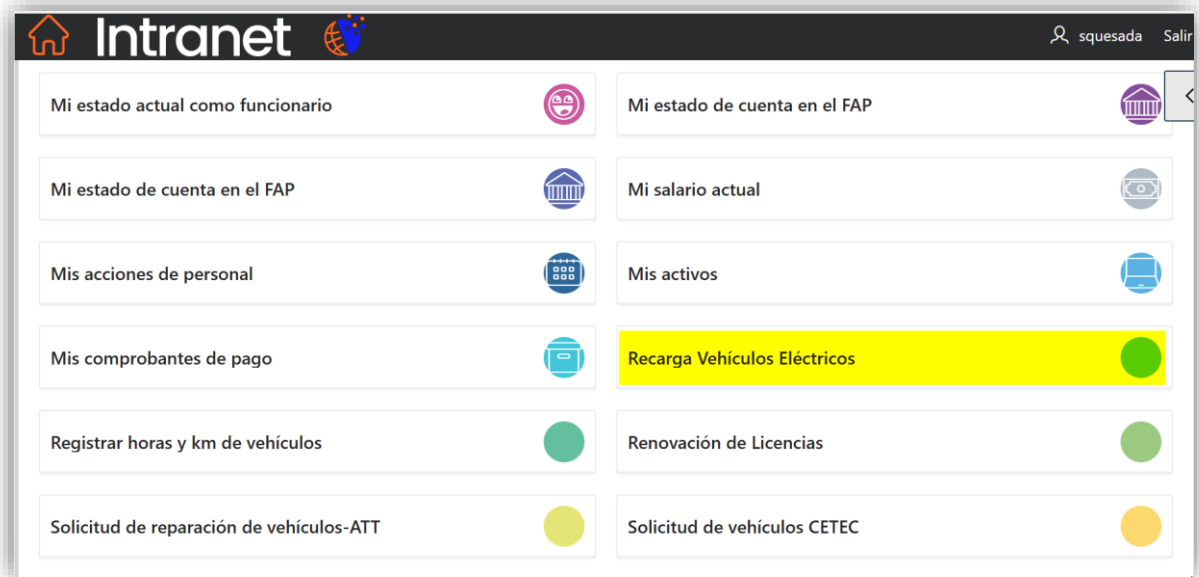 Intranet
squesada Salir
Mi estado actual como funcionario
Mi estado de cuenta en el FAP
Mi estado de cuenta en el FAP
Mi salario actual
Mis acciones de personal
Mis activos
Mis comprobantes de pago
Recarga Vehículos Eléctricos
Registrar horas y km de vehículos
Renovación de Licencias
Solicitud de reparación de vehículos-ATT
Solicitud de vehículos CETEC